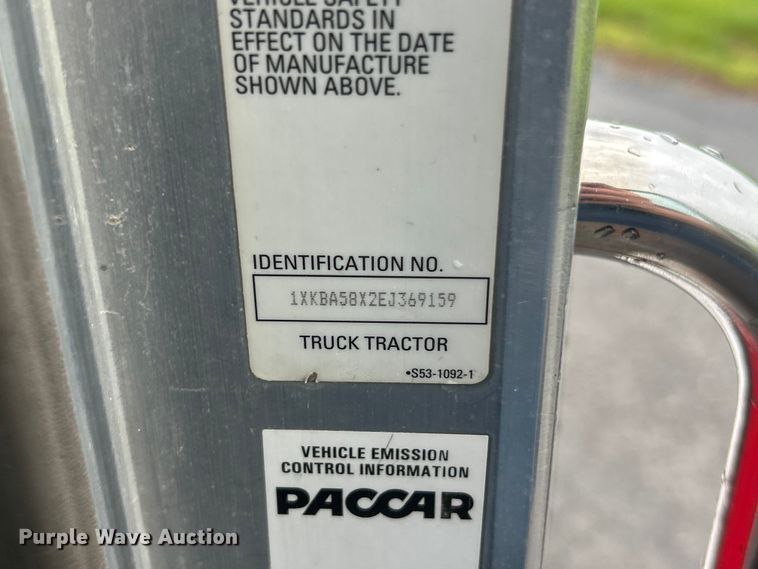 VEHICLE SAFETY
STANDARDS IN
EFFECT ON THE DATE
OF MANUFACTURE
SHOWN ABOVE.
IDENTIFICATION NO.
1XKBA58X2EJ369159
TRUCK TRACTOR
•S53-1092-1
VEHICLE EMISSION
CONTROL INFORMATION
PACCAR
Purple Wave Auction®